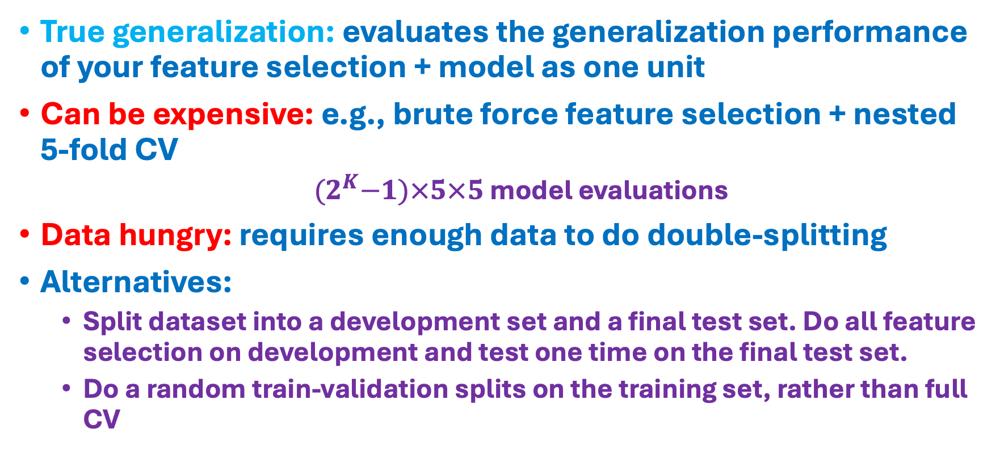 • True generalization: evaluates the generalization performance
of your feature selection + model as one unit
• Can be expensive: e.g., brute force feature selection + nested
5-fold CV
(2^K−1)×5×5 model evaluations
• Data hungry: requires enough data to do double-splitting
• Alternatives:
• Split dataset into a development set and a final test set. Do all feature
selection on development and test one time on the final test set.
• Do a random train-validation splits on the training set, rather than full
CV